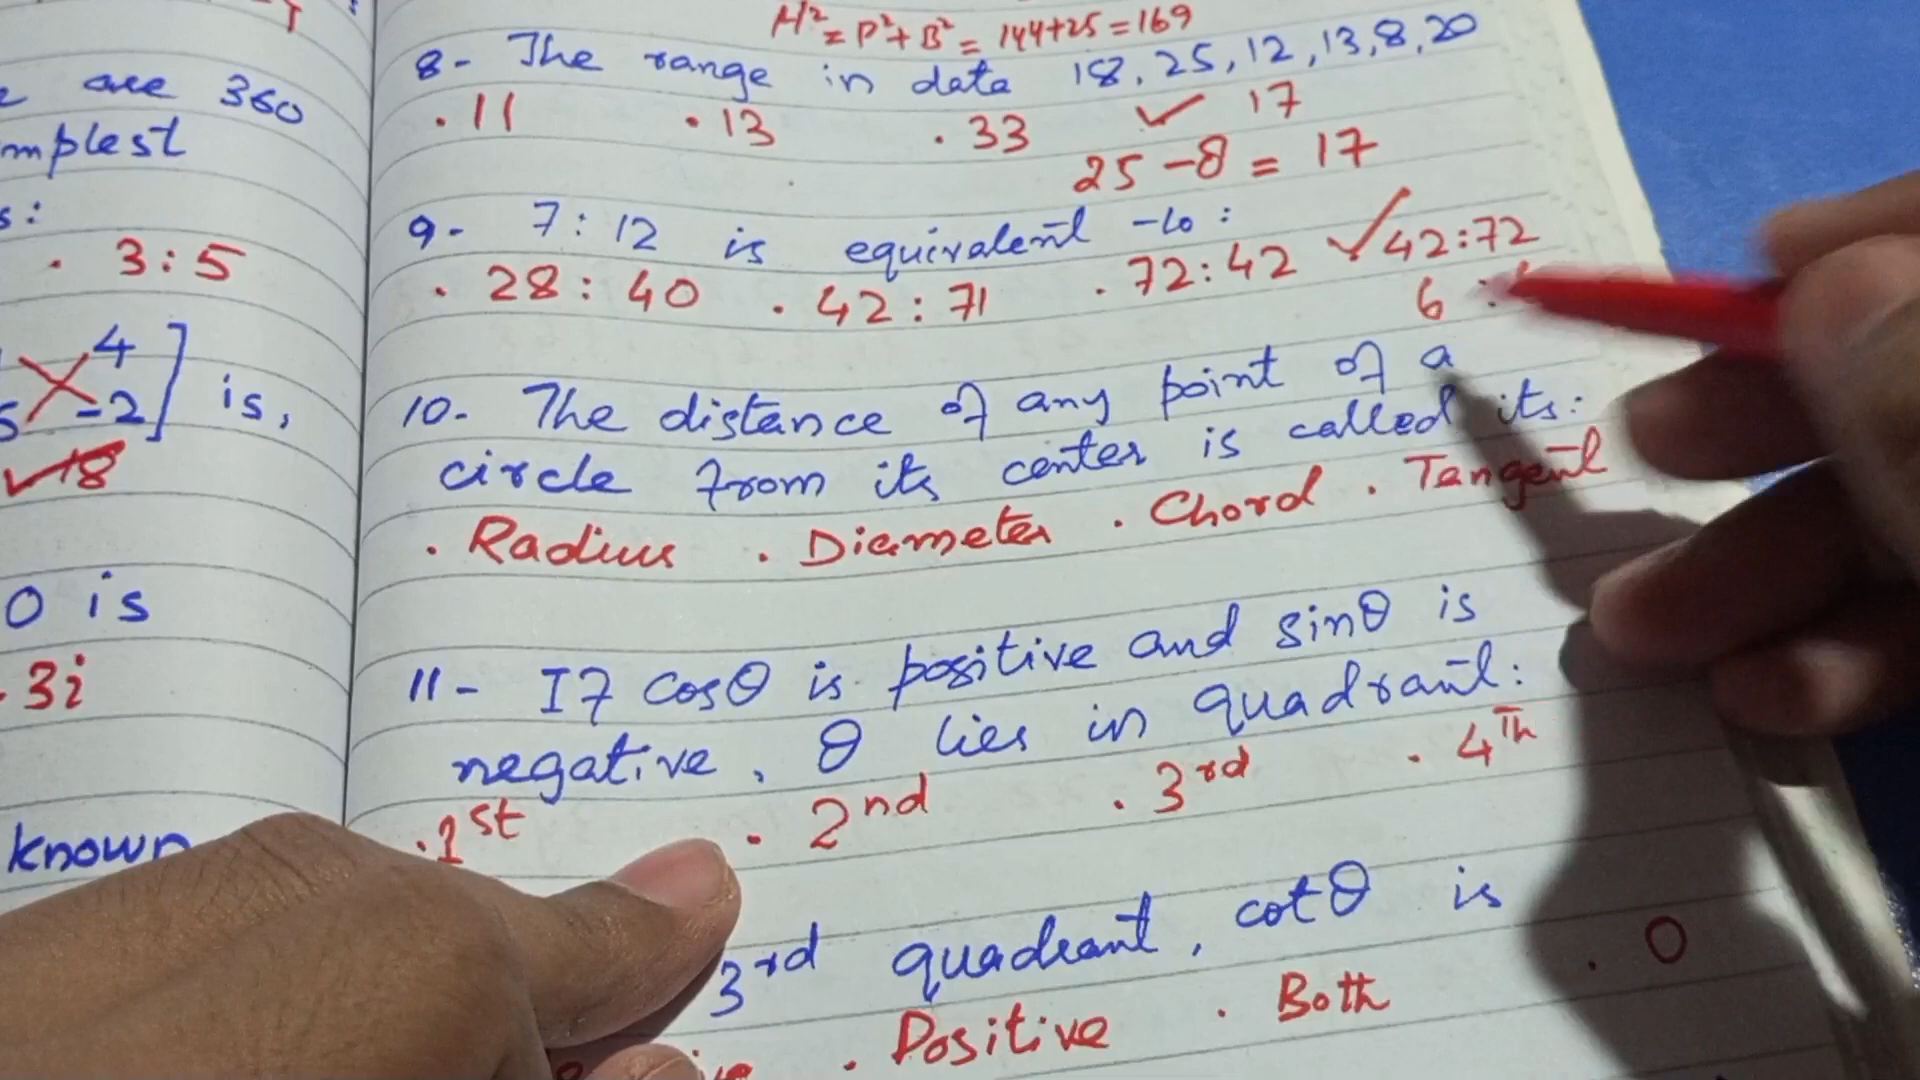 are 360
mplest
s:
. 3:5
4
-2] is,
✓18
0 is
3i
known
H² = P² + B² = 144+25 = 169
8- The range in data 18, 25, 12, 13, 8, 20
. 11 . 13 . 33 ✓ 17
25 - 8 = 17
9- 7:12 is equivalent to:
. 28:40 . 42:71 . 72:42 ✓ 42:72
6 :
10- The distance of any point of a
circle from its center is called its:
. Radius . Diameter . Chord . Tangent
11- If cosθ is positive and sinθ is
negative, θ lies in quadrant:
. 1st . 2nd . 3rd . 4th
3rd quadrant, cotθ is
. Positive . Both . 0